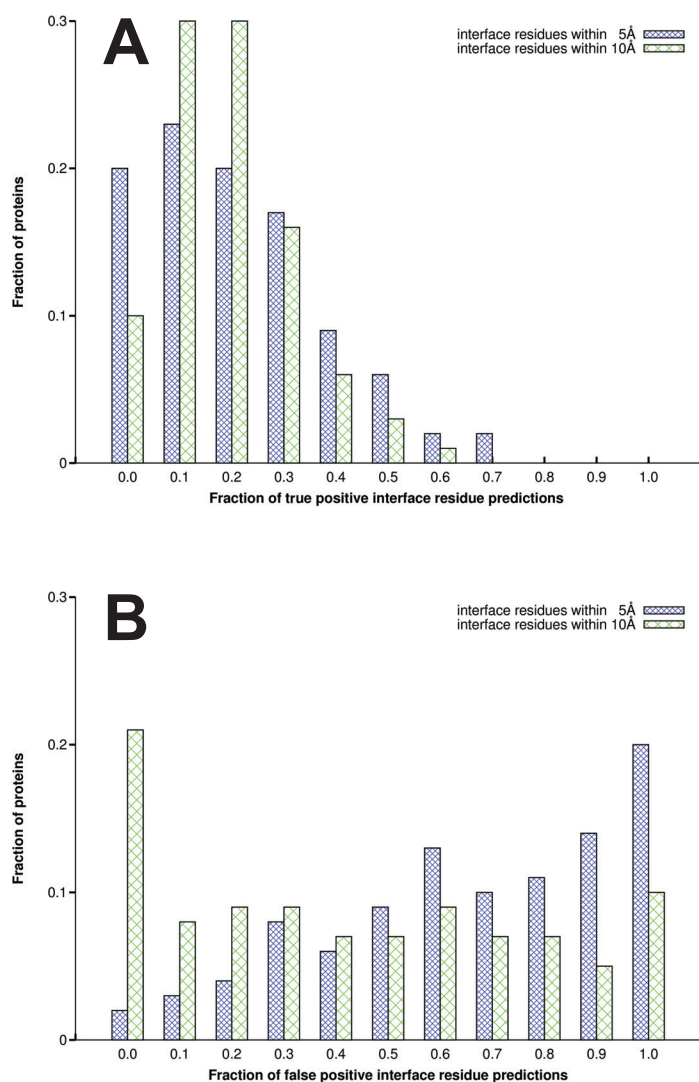 A
interface residues within 5Å
interface residues within 10Å
0.3
0.2
0.1
0
Fraction of proteins
0.0 0.1 0.2 0.3 0.4 0.5 0.6 0.7 0.8 0.9 1.0
Fraction of true positive interface residue predictions
B
interface residues within 5Å
interface residues within 10Å
0.3
0.2
0.1
0
Fraction of proteins
0.0 0.1 0.2 0.3 0.4 0.5 0.6 0.7 0.8 0.9 1.0
Fraction of false positive interface residue predictions